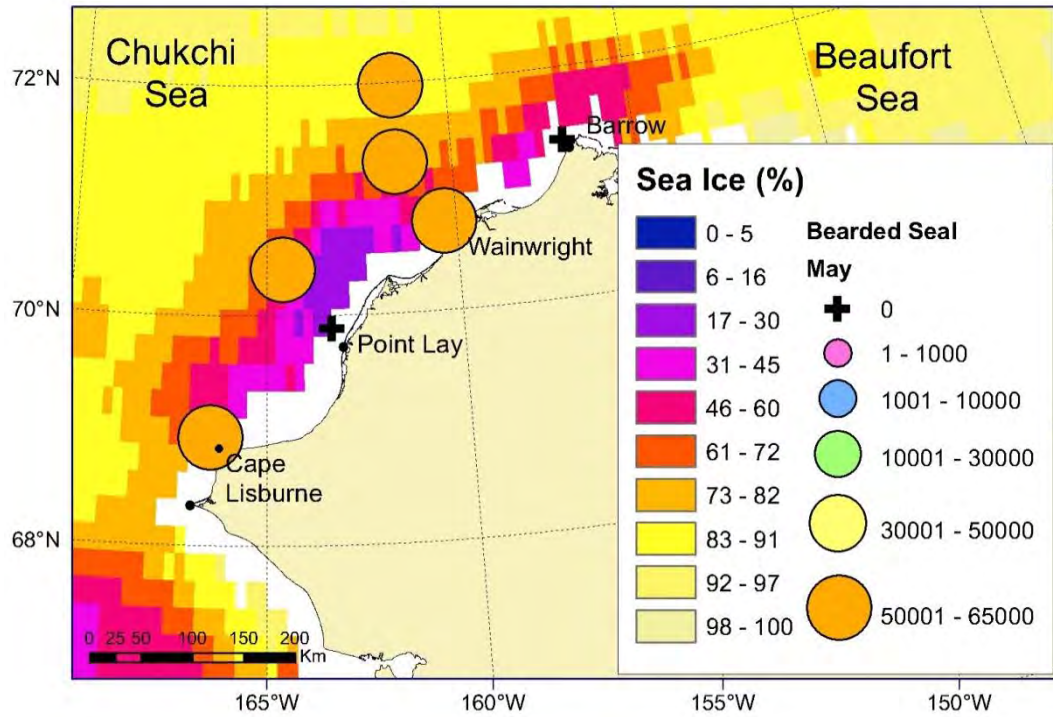 Chukchi
Sea
Beaufort
Sea
72°N
70°N
68°N
Barrow
Wainwright
Point Lay
Cape
Lisburne
Sea Ice (%)
0 - 5
6 - 16
17 - 30
31 - 45
46 - 60
61 - 72
73 - 82
83 - 91
92 - 97
98 - 100
Bearded Seal
May
0
1 - 1000
1001 - 10000
10001 - 30000
30001 - 50000
50001 - 65000
0 25 50 100 150 200
Km
165°W
160°W
155°W
150°W